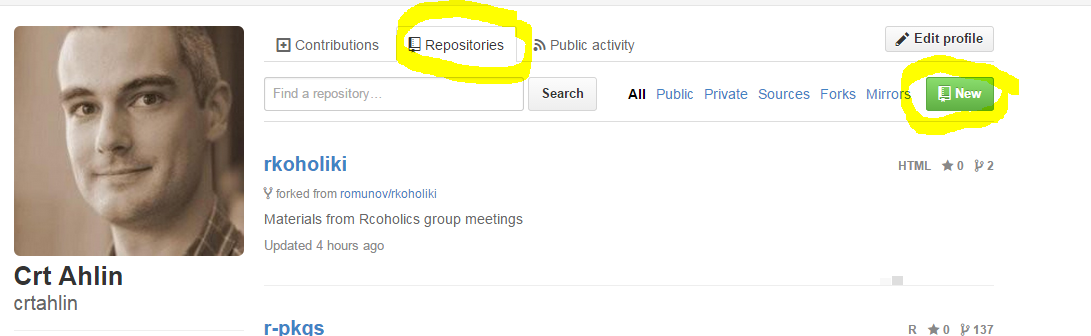 Contributions Repositories Public activity Edit profile
Find a repository... Search All Public Private Sources Forks Mirrors New
rkoholiki HTML 0 2
forked from romunov/rkoholiki
Materials from Rcoholics group meetings
Updated 4 hours ago
Crt Ahlin
crtahlin
r-pkgs R 0 137